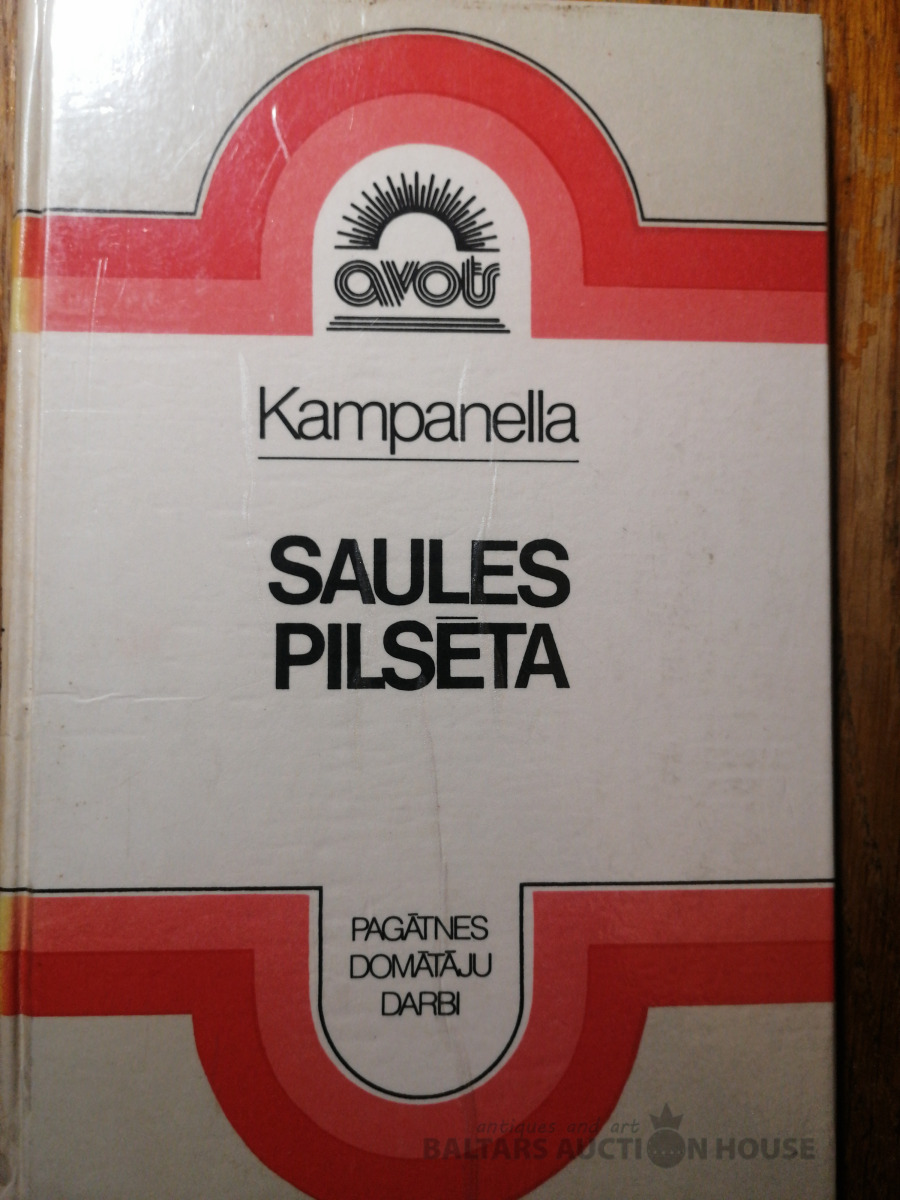 avots
Kampanella
SAULES
PILSĒTA
PAGĀTNES
DOMĀTĀJU
DARBI
antiques and art
BALTARS AUCTION HOUSE